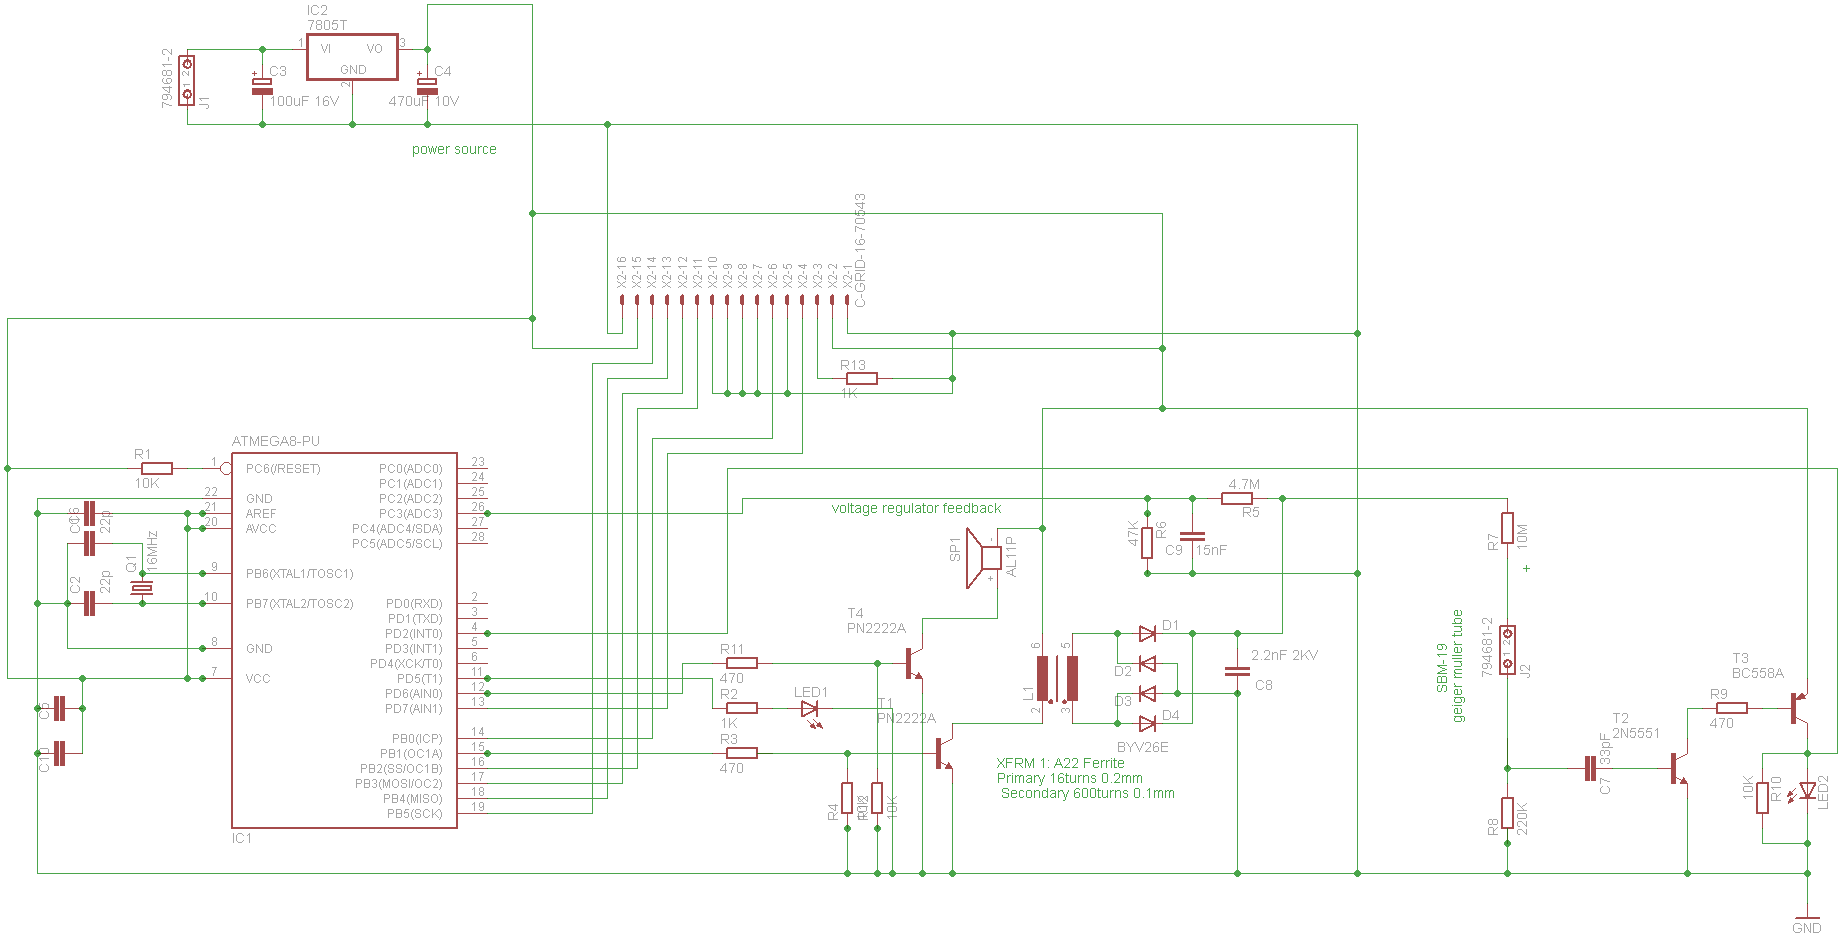 IC2
7805T
1 VI VO 3
GND
2
794681-2
2
1
J1
+ C3
100uF 16V
+ C4
470uF 10V
power source
X2-16
X2-15
X2-14
X2-13
X2-12
X2-11
X2-10
X2-9
X2-8
X2-7
X2-6
X2-5
X2-4
X2-3
X2-2
X2-1
C-GRID-16-70543
R13
1K
ATMEGA8-PU
R1
10K
1 PC6(/RESET)
22 GND
21 AREF
20 AVCC
9 PB6(XTAL1/TOSC1)
10 PB7(XTAL2/TOSC2)
8 GND
7 VCC
PC0(ADC0) 23
PC1(ADC1) 24
PC2(ADC2) 25
PC3(ADC3) 26
PC4(ADC4/SDA) 27
PC5(ADC5/SCL) 28
PD0(RXD) 2
PD1(TXD) 3
PD2(INT0) 4
PD3(INT1) 5
PD4(XCK/T0) 6
PD5(T1) 11
PD6(AIN0) 12
PD7(AIN1) 13
PB0(ICP) 14
PB1(OC1A) 15
PB2(SS/OC1B) 16
PB3(MOSI/OC2) 17
PB4(MISO) 18
PB5(SCK) 19
IC1
22p
C2
22p
Q1
16MHz
C10
voltage regulator feedback
4.7M
R5
47K
R6
C9
15nF
SP1
AL11P
-
+
T4
PN2222A
R11
470
R2
1K
LED1
R3
470
T1
PN2222A
R4
10K
L1
6
5
2
3
D1
D2
D3
D4
BYV26E
2.2nF 2KV
C8
XFRM 1: A22 Ferrite
Primary 16turns 0.2mm
Secondary 600turns 0.1mm
R7
10M
+
SBM-19
geiger muller tube
794681-2
2
1
J2
R8
220K
C7
33pF
T2
2N5551
R9
470
T3
BC558A
10K
R10
LED2
GND